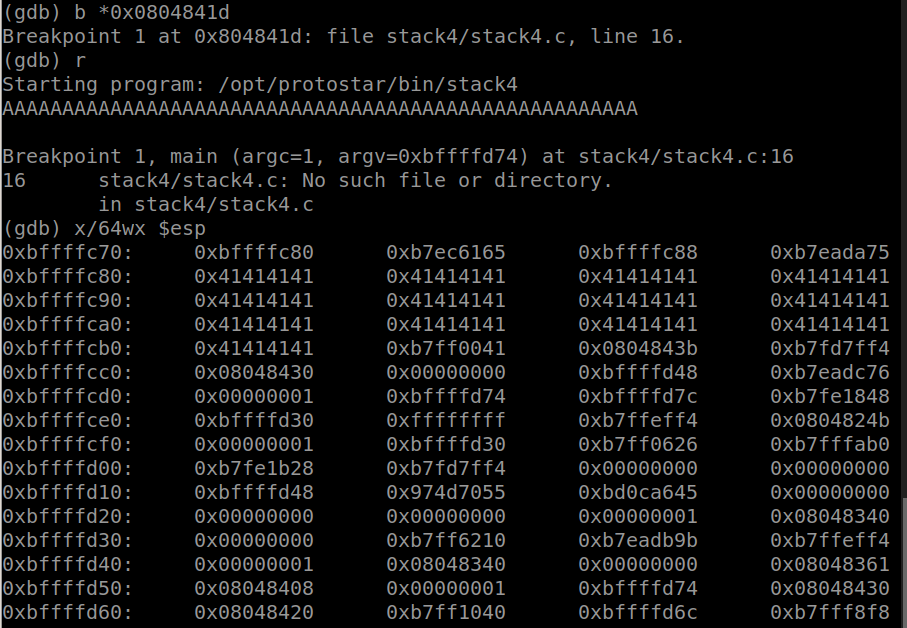 (gdb) b *0x0804841d
Breakpoint 1 at 0x804841d: file stack4/stack4.c, line 16.
(gdb) r
Starting program: /opt/protostar/bin/stack4
AAAAAAAAAAAAAAAAAAAAAAAAAAAAAAAAAAAAAAAAAAAAAAAAAAAAA
Breakpoint 1, main (argc=1, argv=0xbffffd74) at stack4/stack4.c:16
16      stack4/stack4.c: No such file or directory.
        in stack4/stack4.c
(gdb) x/64wx $esp
0xbffffc70:     0xbffffc80      0xb7ec6165      0xbffffc88      0xb7eada75
0xbffffc80:     0x41414141      0x41414141      0x41414141      0x41414141
0xbffffc90:     0x41414141      0x41414141      0x41414141      0x41414141
0xbffffca0:     0x41414141      0x41414141      0x41414141      0x41414141
0xbffffcb0:     0x41414141      0xb7ff0041      0x0804843b      0xb7fd7ff4
0xbffffcc0:     0x08048430      0x00000000      0xbffffd48      0xb7eadc76
0xbffffcd0:     0x00000001      0xbffffd74      0xbffffd7c      0xb7fe1848
0xbffffce0:     0xbffffd30      0xffffffff      0xb7ffeff4      0x0804824b
0xbffffcf0:     0x00000001      0xbffffd30      0xb7ff0626      0xb7fffab0
0xbffffd00:     0xb7fe1b28      0xb7fd7ff4      0x00000000      0x00000000
0xbffffd10:     0xbffffd48      0x974d7055      0xbd0ca645      0x00000000
0xbffffd20:     0x00000000      0x00000000      0x00000001      0x08048340
0xbffffd30:     0x00000000      0xb7ff6210      0xb7eadb9b      0xb7ffeff4
0xbffffd40:     0x00000001      0x08048340      0x00000000      0x08048361
0xbffffd50:     0x08048408      0x00000001      0xbffffd74      0x08048430
0xbffffd60:     0x08048420      0xb7ff1040      0xbffffd6c      0xb7fff8f8